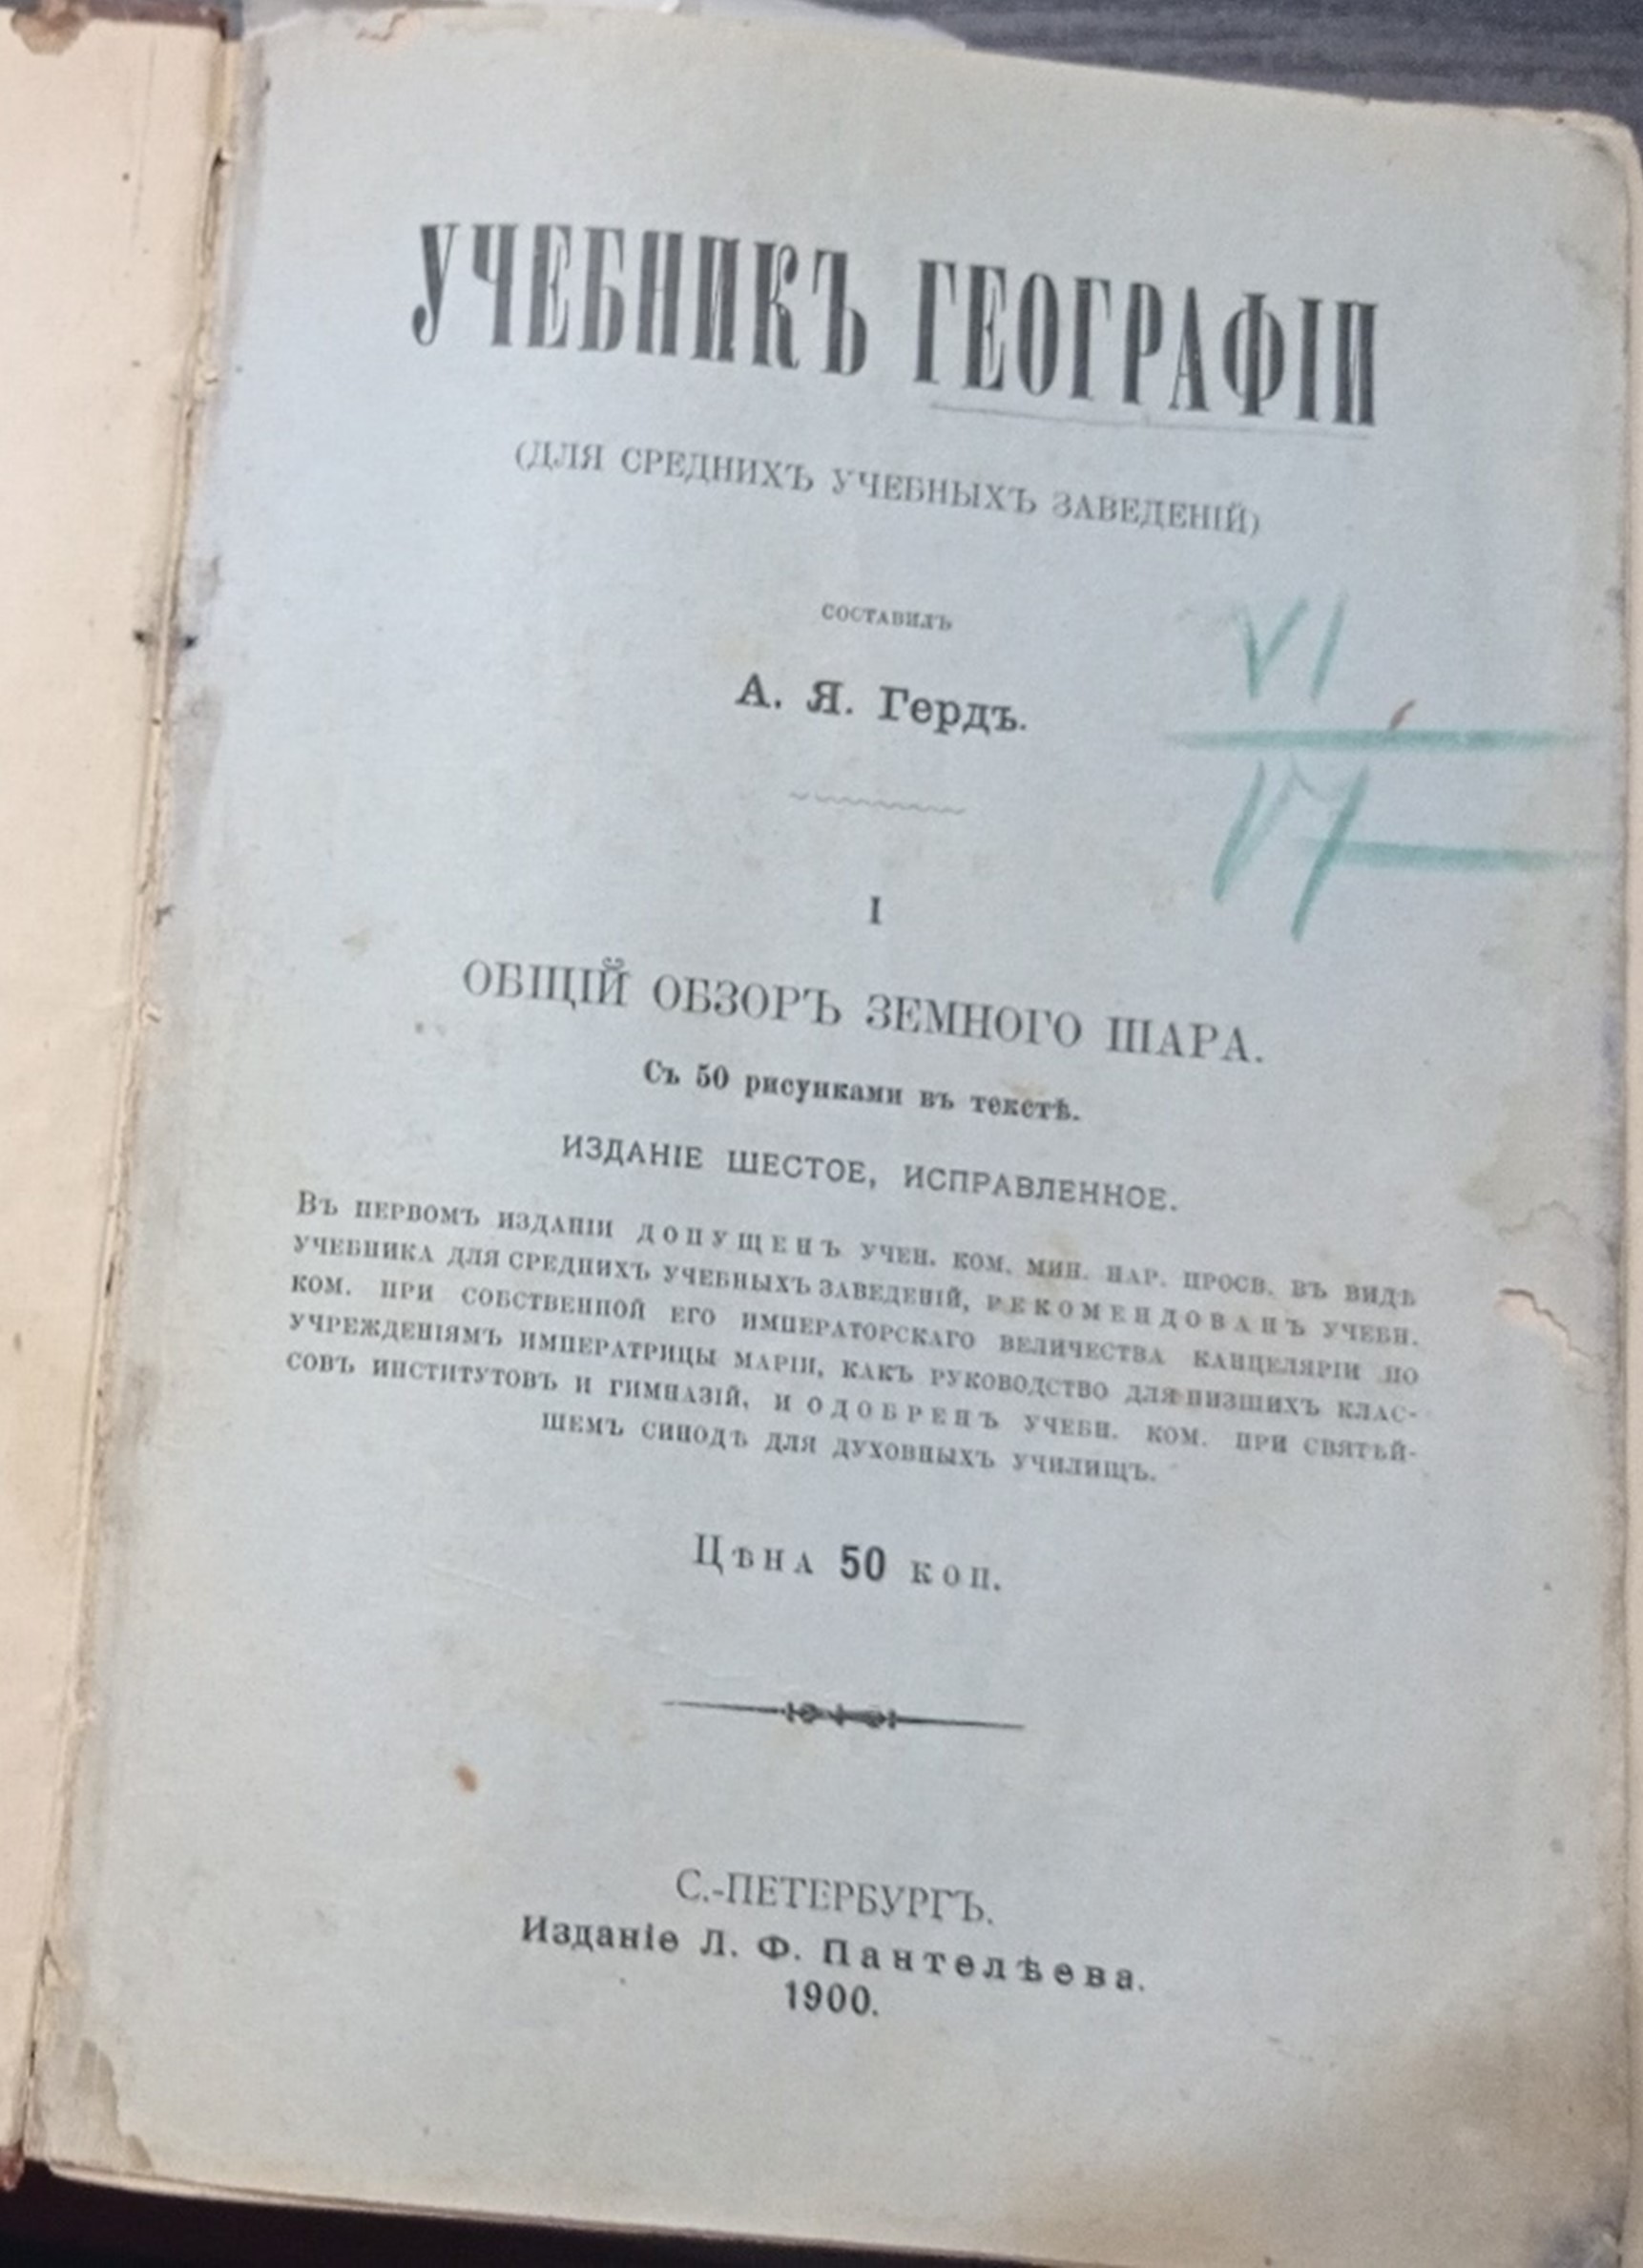 УЧЕБНИКЪ ГЕОГРАФІИ
(ДЛЯ СРЕДНИХЪ УЧЕБНЫХЪ ЗАВЕДЕНІЙ)
СОСТАВИЛЪ
А. Я. Гердъ.
VI
I
ОБЩІЙ ОБЗОРЪ ЗЕМНОГО ШАРА.
Съ 50 рисунками въ текстѣ.
ИЗДАНІЕ ШЕСТОЕ, ИСПРАВЛЕННОЕ.
Въ первомъ изданіи допущенъ учен. ком. мин. нар. просв. въ видѣ
учебника для среднихъ учебныхъ заведеній, рекомендованъ учебн.
ком. при собственной его императорскаго величества канцеляріи по
учрежденіямъ императрицы маріи, какъ руководство для низшихъ клас-
совъ институтовъ и гимназій, и одобренъ учебн. ком. при святѣй-
шемъ синодѣ для духовныхъ училищъ.
Цѣна 50 коп.
С.-ПЕТЕРБУРГЪ.
Изданіе Л. Ф. Пантелѣева.
1900.